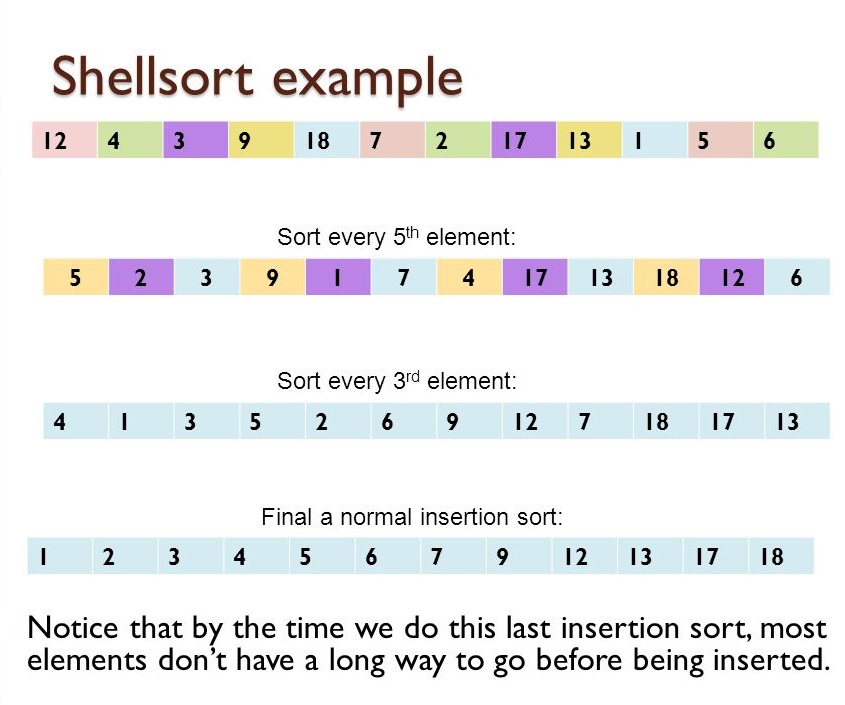 Shellsort example
12 4 3 9 18 7 2 17 13 1 5 6
Sort every 5th element:
5 2 3 9 1 7 4 17 13 18 12 6
Sort every 3rd element:
4 1 3 5 2 6 9 12 7 18 17 13
Final a normal insertion sort:
1 2 3 4 5 6 7 9 12 13 17 18
Notice that by the time we do this last insertion sort, most
elements don't have a long way to go before being inserted.